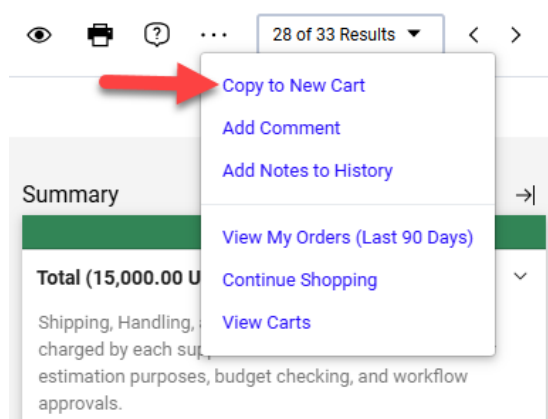 28 of 33 Results
Copy to New Cart
Add Comment
Add Notes to History
View My Orders (Last 90 Days)
Continue Shopping
View Carts
Summary
Total (15,000.00 U
Shipping, Handling,
charged by each
estimation purposes, budget checking, and workflow
approvals.